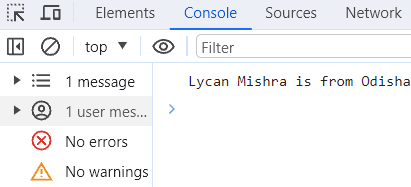 Elements Console Sources Network
top Filter
1 message Lycan Mishra is from Odisha
1 user mes...
No errors
No warnings